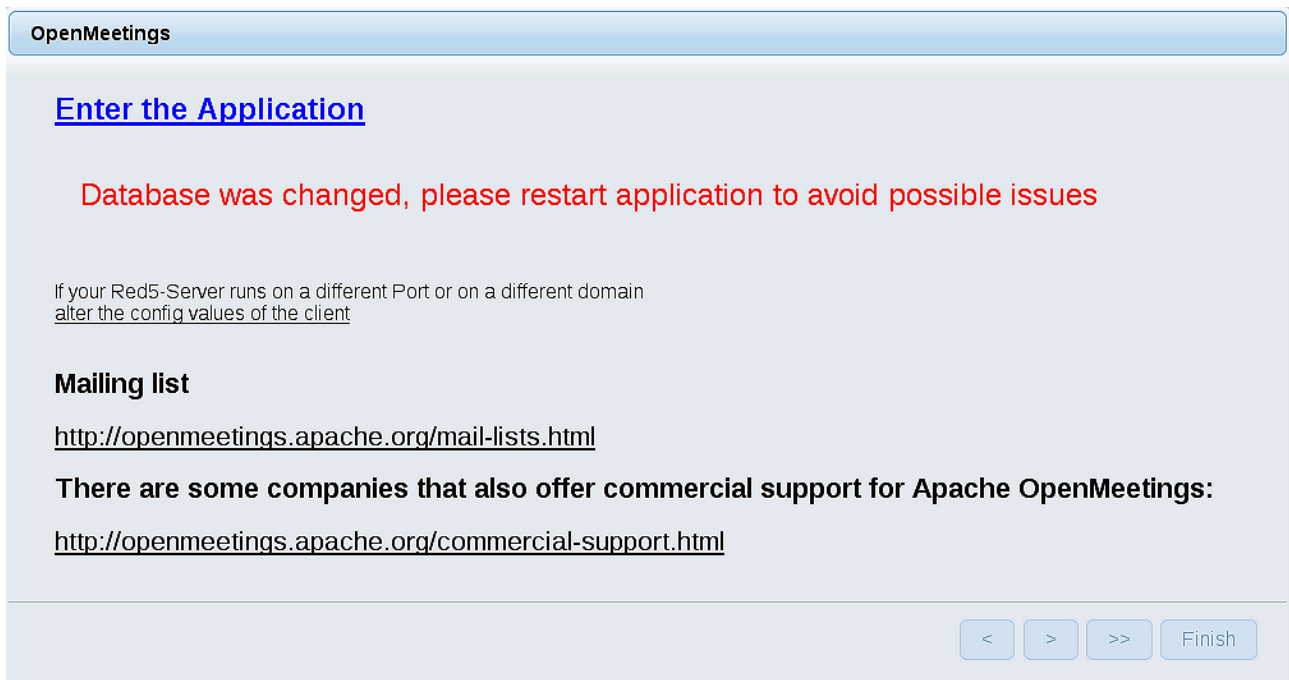 OpenMeetings
Enter the Application
Database was changed, please restart application to avoid possible issues
If your Red5-Server runs on a different Port or on a different domain
alter the config values of the client
Mailing list
http://openmeetings.apache.org/mail-lists.html
There are some companies that also offer commercial support for Apache OpenMeetings:
http://openmeetings.apache.org/commercial-support.html
< > >> Finish